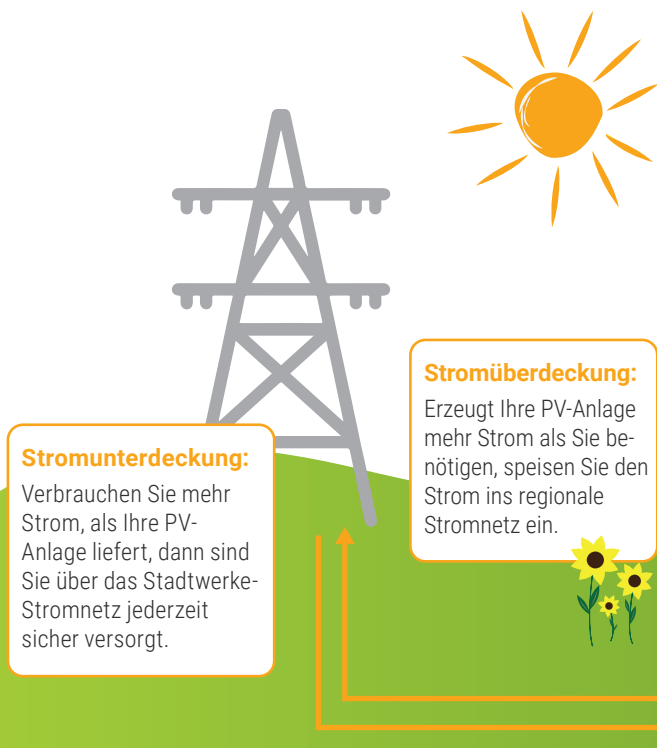 Stromunterdeckung:
Verbrauchen Sie mehr
Strom, als Ihre PV-
Anlage liefert, dann sind
Sie über das Stadtwerke-
Stromnetz jederzeit
sicher versorgt.
Stromüberdeckung:
Erzeugt Ihre PV-Anlage
mehr Strom als Sie be-
nötigen, speisen Sie den
Strom ins regionale
Stromnetz ein.